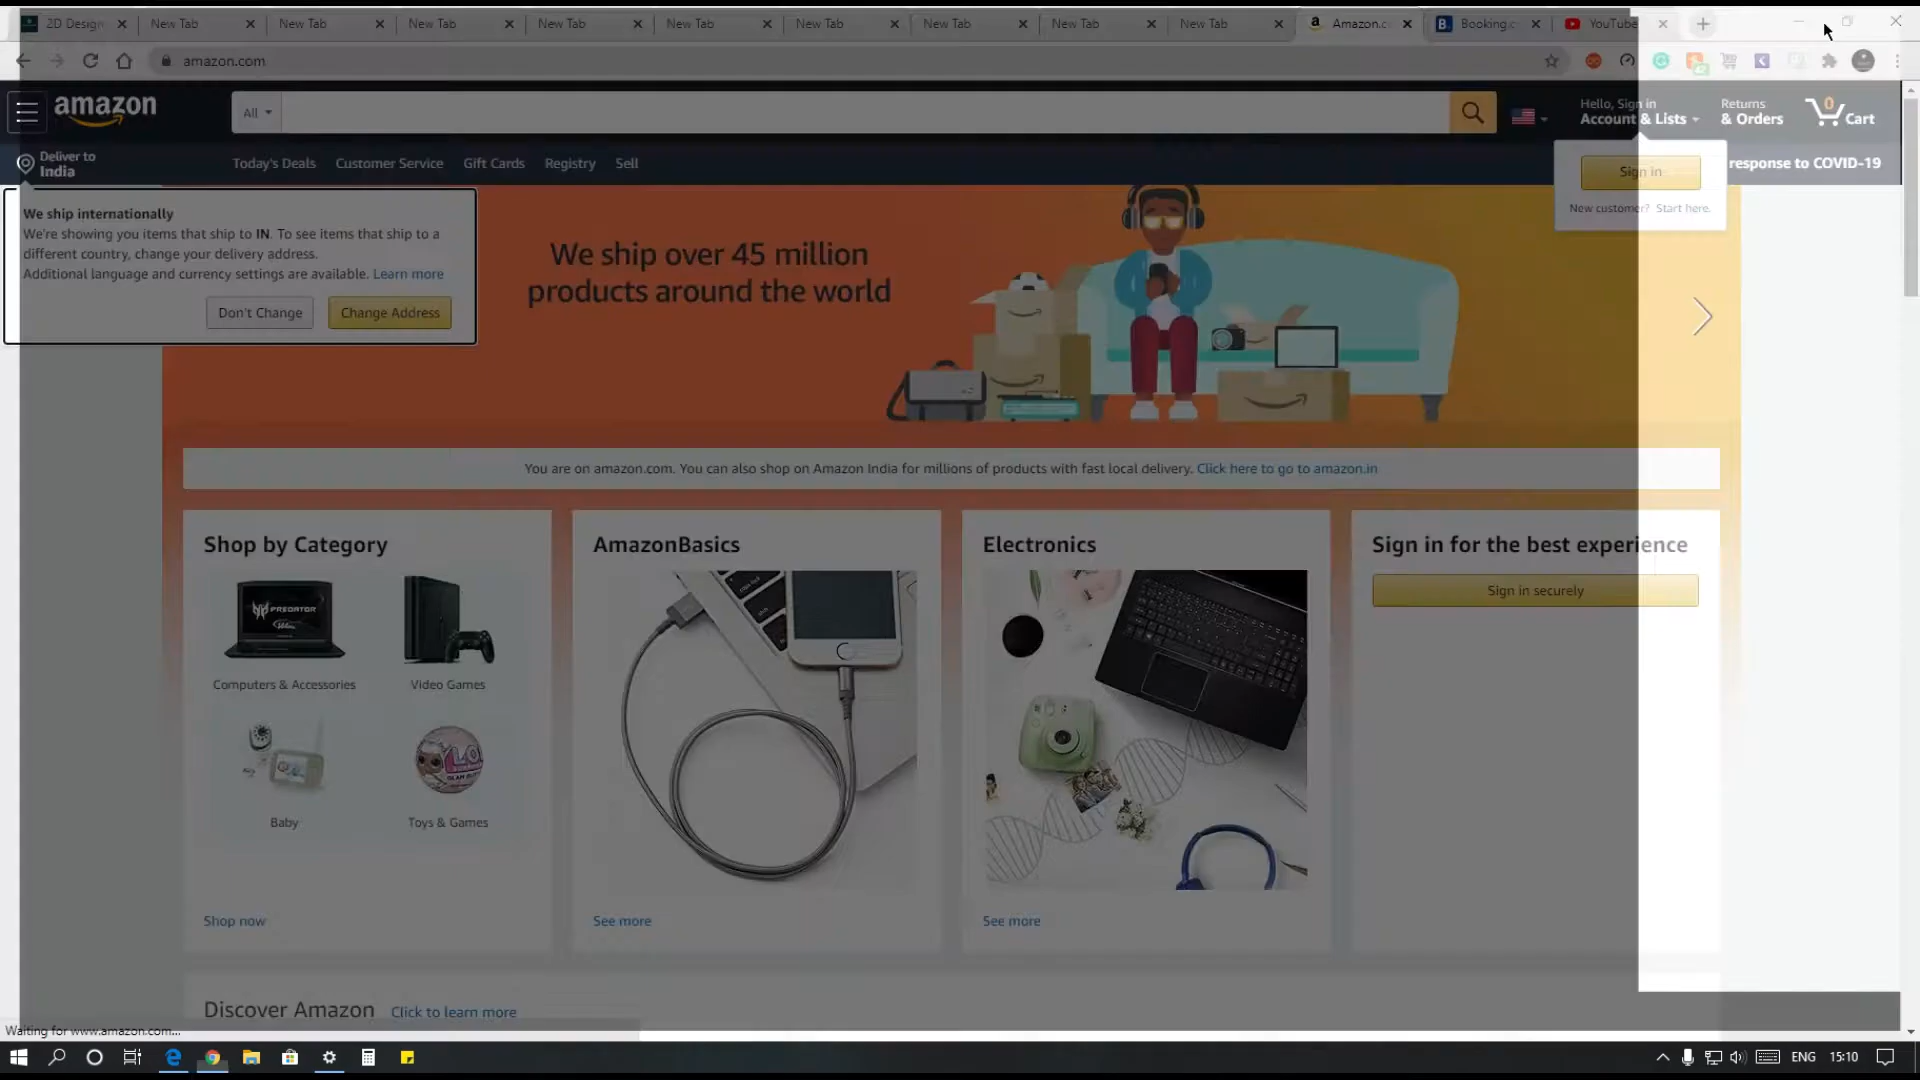 2D Design
New Tab
New Tab
New Tab
New Tab
New Tab
New Tab
New Tab
New Tab
New Tab
Amazon.c
Booking.c
YouTube
amazon.com
amazon
All
Hello, Sign in
Account & Lists
Returns
& Orders
0
Cart
Deliver to
India
Today's Deals
Customer Service
Gift Cards
Registry
Sell
response to COVID-19
Sign in
New customer? Start here.
We ship internationally
We're showing you items that ship to IN. To see items that ship to a
different country, change your delivery address.
Additional language and currency settings are available. Learn more
Don't Change
Change Address
We ship over 45 million
products around the world
You are on amazon.com. You can also shop on Amazon India for millions of products with fast local delivery. Click here to go to amazon.in
Shop by Category
PREDATOR
Computers & Accessories
Video Games
Baby
Toys & Games
Shop now
AmazonBasics
See more
Electronics
See more
Sign in for the best experience
Sign in securely
Discover Amazon
Click to learn more
Waiting for www.amazon.com...
ENG
15:10